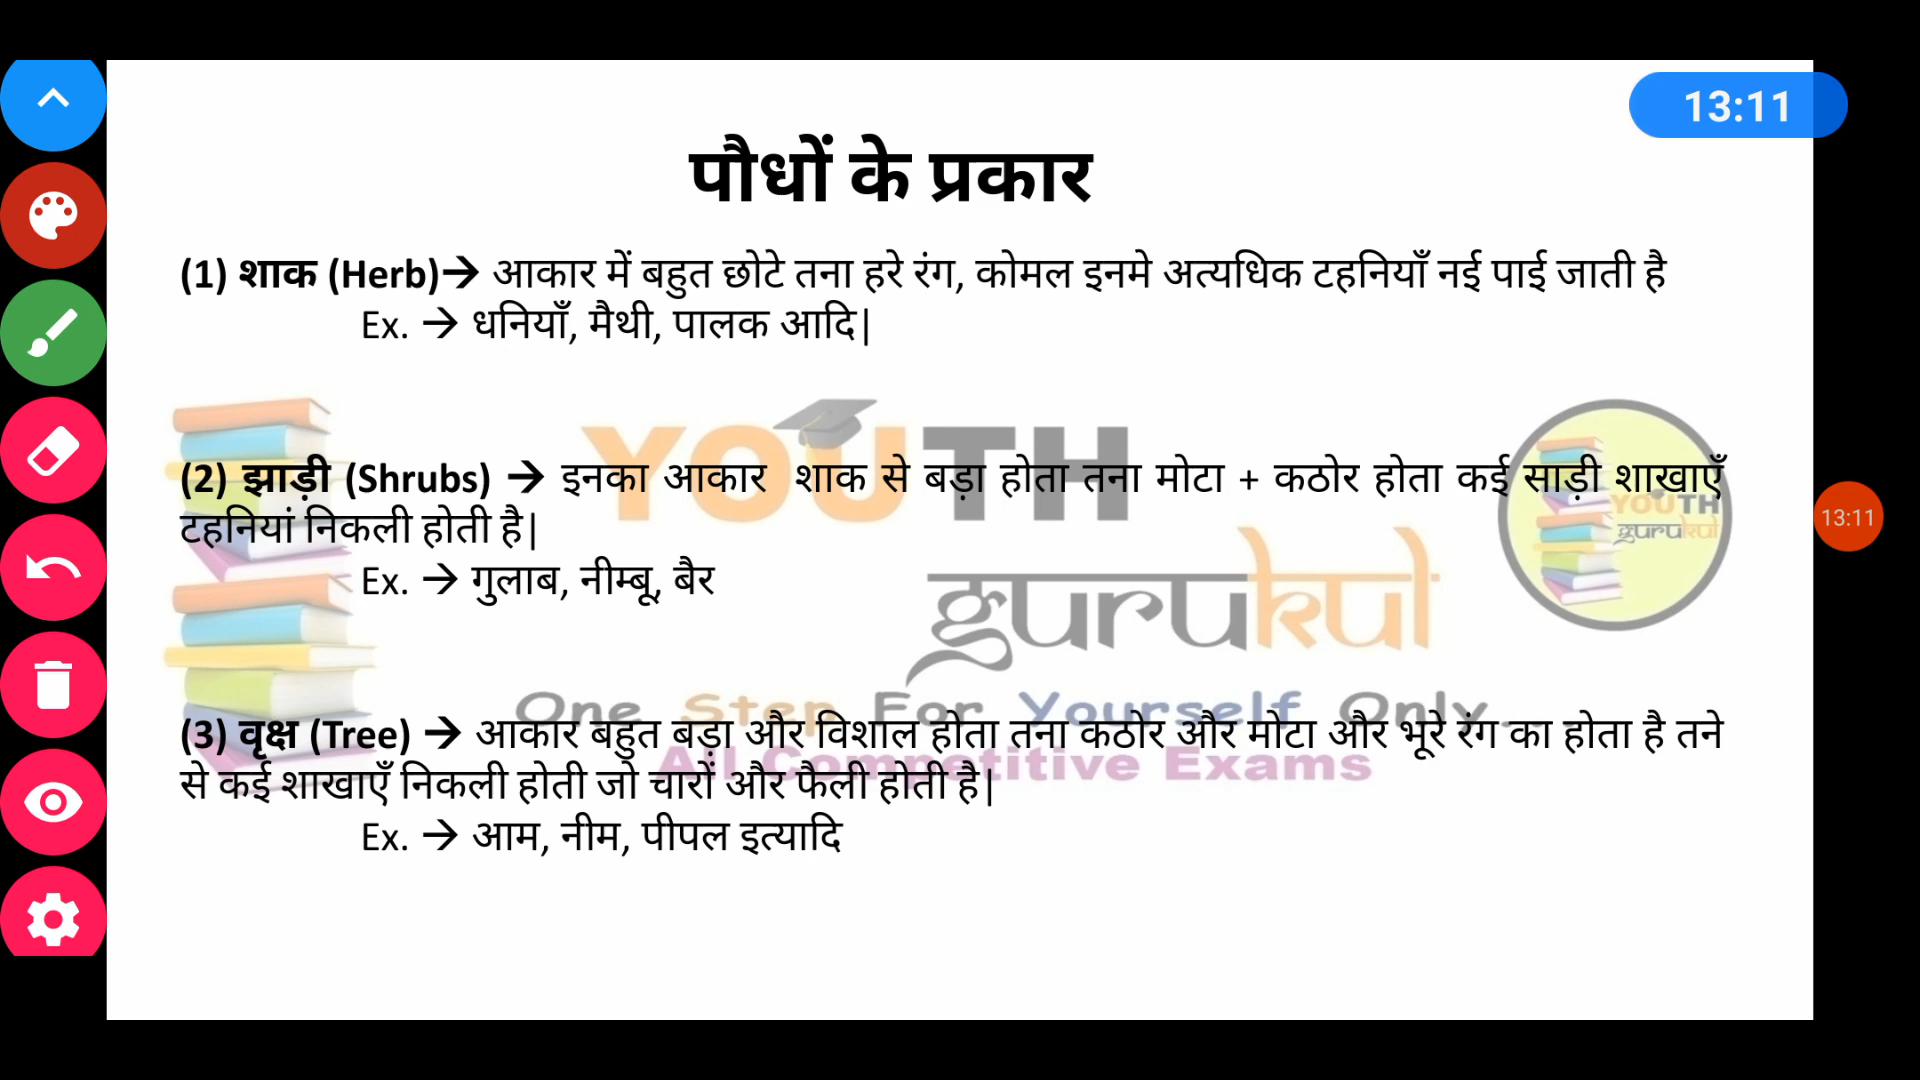 13:11
पौधों के प्रकार
(1) शाक (Herb)→ आकार में बहुत छोटे तना हरे रंग, कोमल इनमे अत्यधिक टहनियाँ नई पाई जाती है
Ex. → धनियाँ, मैथी, पालक आदि|
YOUTH
(2) झाड़ी (Shrubs) → इनका आकार शाक से बड़ा होता तना मोटा + कठोर होता कई साड़ी शाखाएँ
टहनियां निकली होती है|
YOUTH
gurukul
13:11
Ex. → गुलाब, नीम्बू, बैर
gurukul
One Step For Yourself Only...
(3) वृक्ष (Tree) → आकार बहुत बड़ा और विशाल होता तना कठोर और मोटा और भूरे रंग का होता है तने
All Competitive Exams
से कई शाखाएँ निकली होती जो चारों और फैली होती है|
Ex. → आम, नीम, पीपल इत्यादि